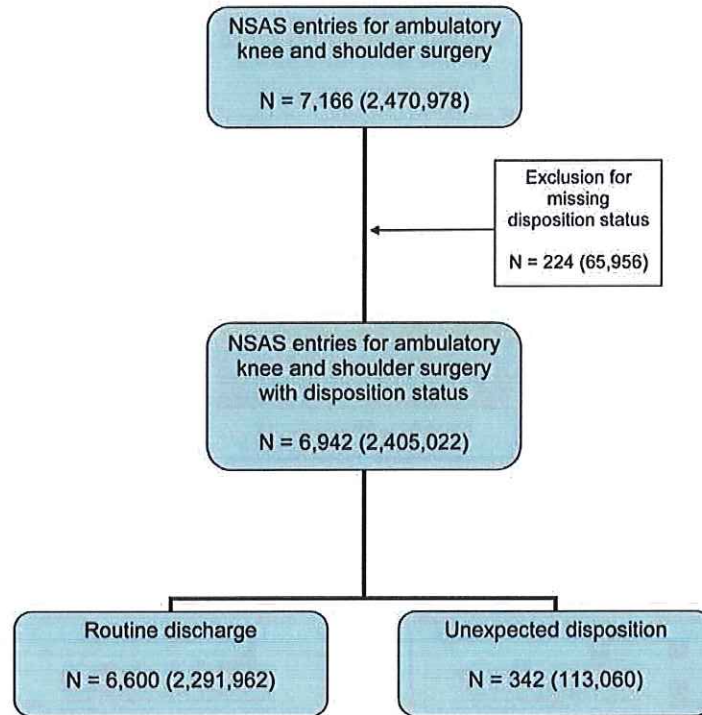 NSAS entries for ambulatory
knee and shoulder surgery
N = 7,166 (2,470,978)
Exclusion for
missing
disposition status
N = 224 (65,956)
NSAS entries for ambulatory
knee and shoulder surgery
with disposition status
N = 6,942 (2,405,022)
Routine discharge
N = 6,600 (2,291,962)
Unexpected disposition
N = 342 (113,060)